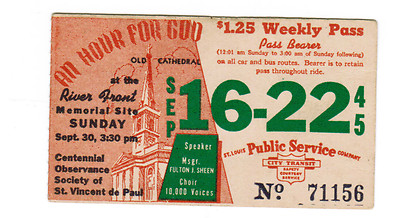 AN HOUR FOR GOD
OLD CATHEDRAL
at the
River Front
Memorial Site
SUNDAY
Sept. 30, 3:30 pm.
Centennial
Observance
Society of
St. Vincent de Paul
Speaker
Msgr.
FULTON J. SHEEN
Choir
10,000 Voices
$1.25 Weekly Pass
Pass Bearer
(12:01 am Sunday to 3:00 am of Sunday following)
on all car and bus routes. Bearer is to retain
pass throughout ride.
SEP
16-22
45
ST. LOUIS Public Service COMPANY
CITY TRANSIT
SAFETY
COURTESY
SERVICE
Nº 71156